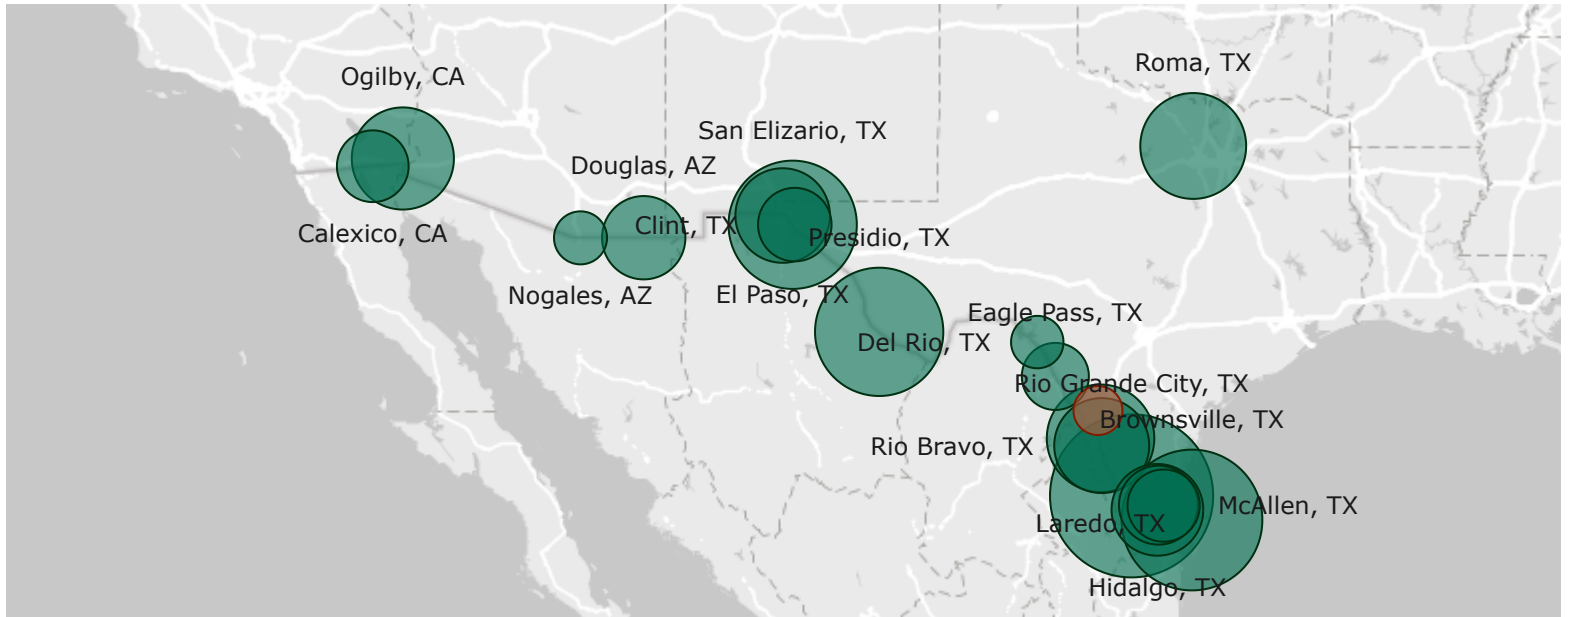 Roma, TX
Ogilby, CA
San Elizario, TX
Douglas, AZ
Clint, TX
Calexico, CA
Presidio, TX
Nogales, AZ
El Paso, TX
Eagle Pass, TX
Del Rio, TX
Rio Grande City, TX
Brownsville, TX
Rio Bravo, TX
McAllen, TX
Laredo, TX
Hidalgo, TX